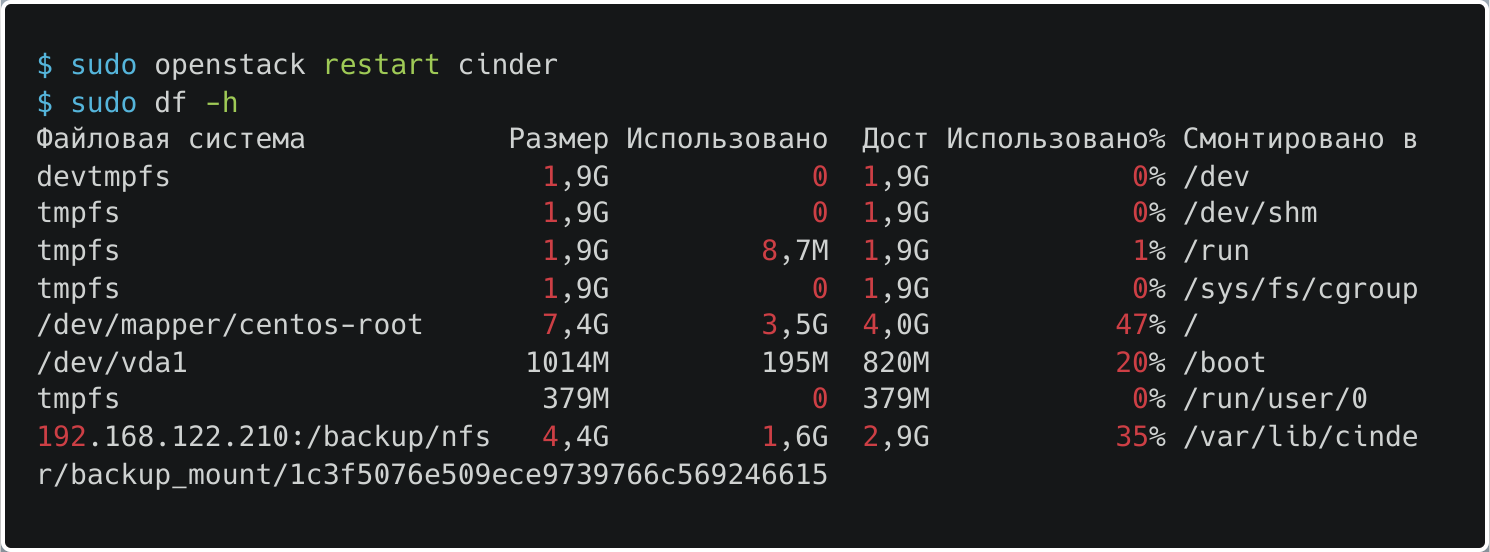 $ sudo openstack restart cinder
$ sudo df -h
Файловая система            Размер Использовано  Дост Использовано% Смонтировано в
devtmpfs                      1,9G            0  1,9G            0% /dev
tmpfs                         1,9G            0  1,9G            0% /dev/shm
tmpfs                         1,9G         8,7M  1,9G            1% /run
tmpfs                         1,9G            0  1,9G            0% /sys/fs/cgroup
/dev/mapper/centos-root       7,4G         3,5G  4,0G           47% /
/dev/vda1                    1014M         195M  820M           20% /boot
tmpfs                         379M            0  379M            0% /run/user/0
192.168.122.210:/backup/nfs   4,4G         1,6G  2,9G           35% /var/lib/cinde
r/backup_mount/1c3f5076e509ece9739766c569246615